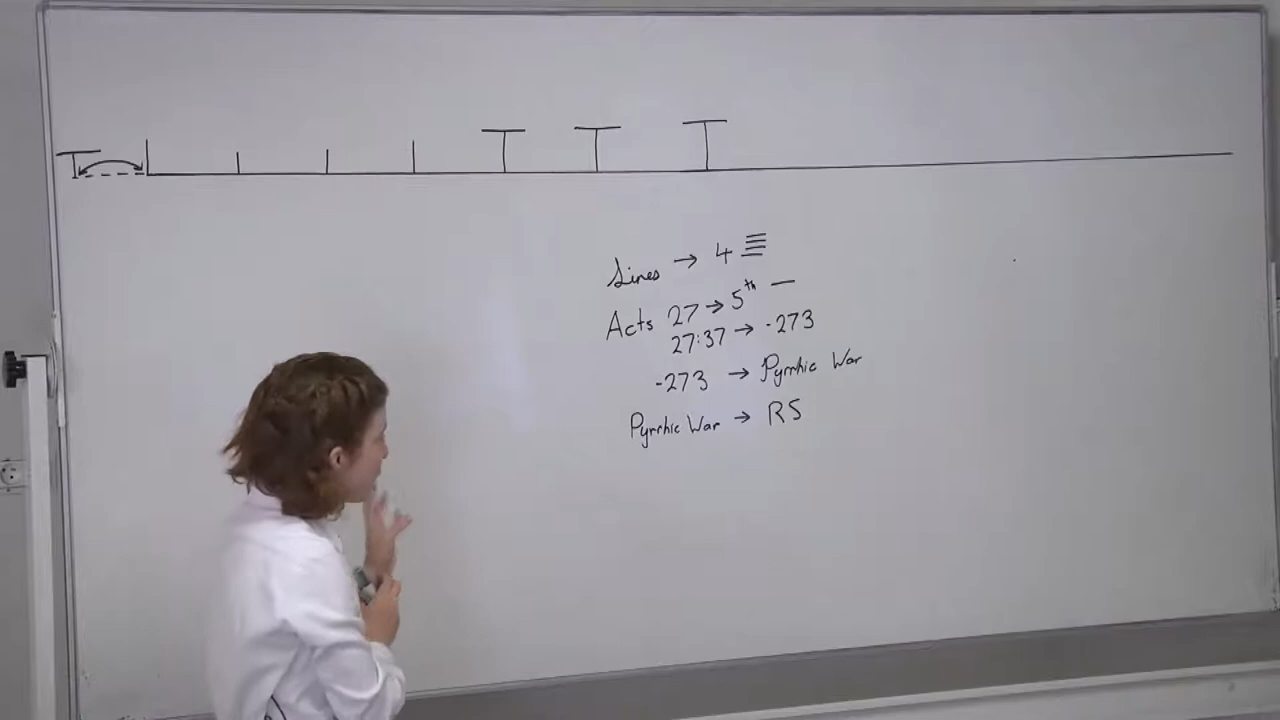 Lines → 4
Acts 27 → 5th —
27:37 → -273
-273 → Pyrrhic War
Pyrrhic War → RS